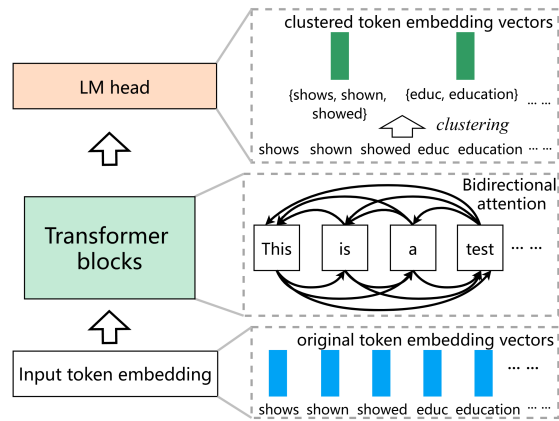 clustered token embedding vectors
LM head
{shows, shown, showed}
{educ, education}
... ...
clustering
shows shown showed educ education ... ...
Bidirectional attention
Transformer blocks
This is a test ... ...
original token embedding vectors
Input token embedding
... ...
shows shown showed educ education ... ...